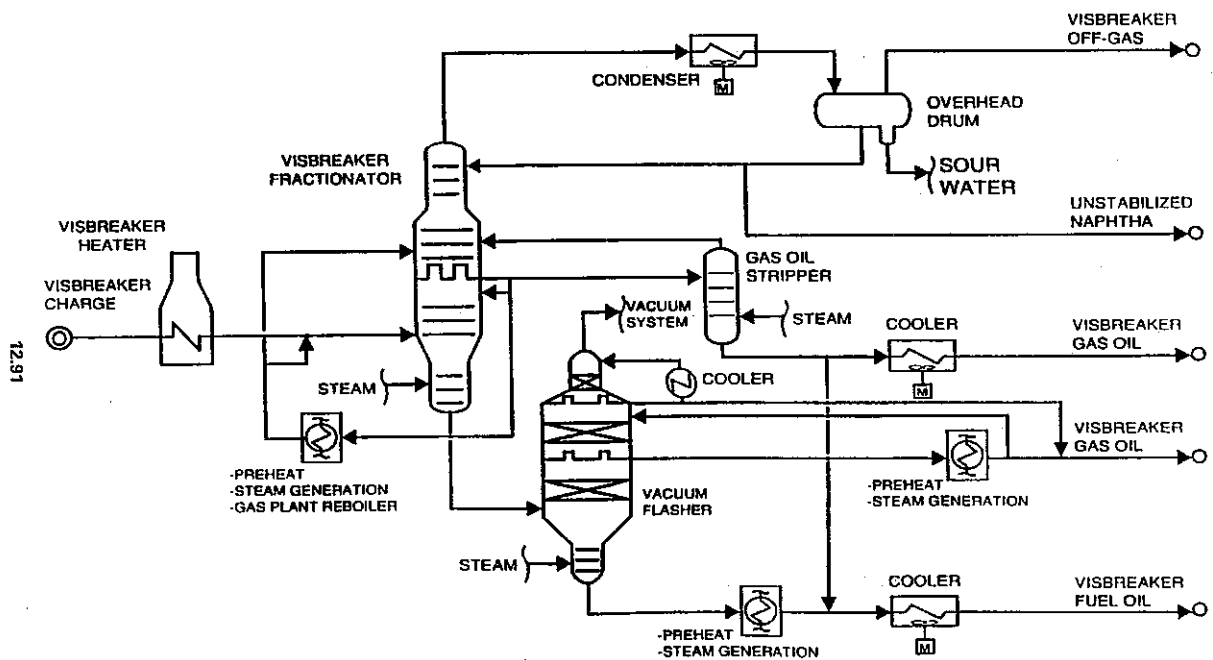 VISBREAKER
OFF-GAS
CONDENSER
M
OVERHEAD
DRUM
VISBREAKER
FRACTIONATOR
SOUR
WATER
UNSTABILIZED
NAPHTHA
VISBREAKER
HEATER
GAS OIL
STRIPPER
VISBREAKER
CHARGE
VACUUM
SYSTEM
STEAM
COOLER
VISBREAKER
GAS OIL
M
12.91
STEAM
COOLER
VISBREAKER
GAS OIL
-PREHEAT
-STEAM GENERATION
-GAS PLANT REBOILER
VACUUM
FLASHER
-PREHEAT
-STEAM GENERATION
STEAM
COOLER
VISBREAKER
FUEL OIL
M
-PREHEAT
-STEAM GENERATION